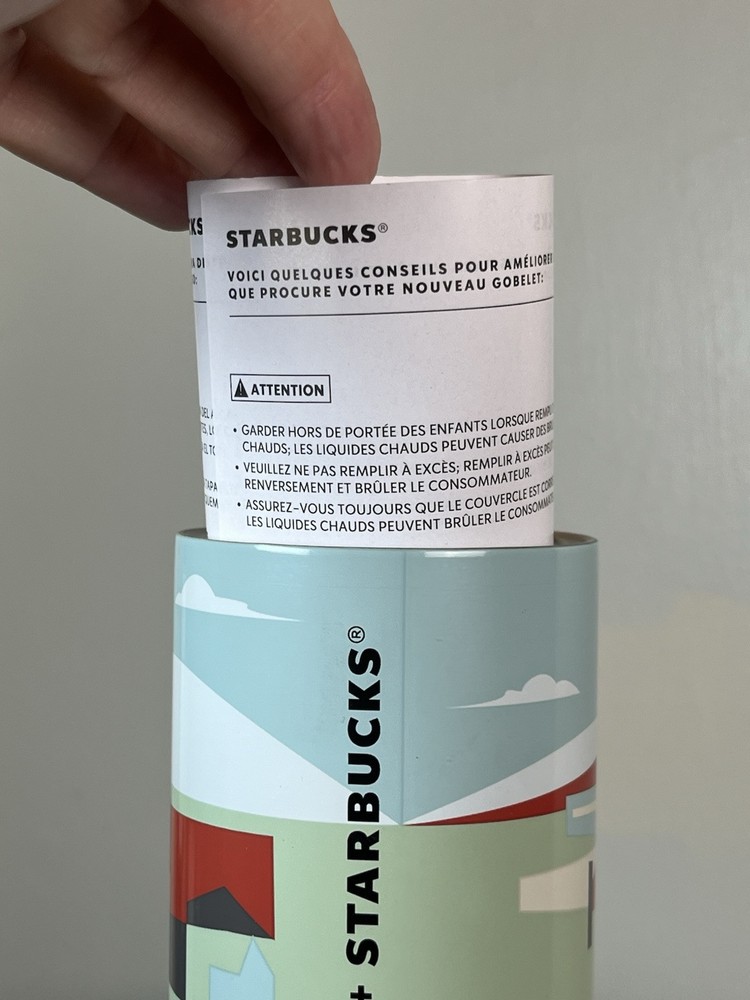 STARBUCKS®
VOICI QUELQUES CONSEILS POUR AMÉLIORER
QUE PROCURE VOTRE NOUVEAU GOBELET:
ATTENTION
• GARDER HORS DE PORTÉE DES ENFANTS LORSQUE
CHAUDS; LES LIQUIDES CHAUDS PEUVENT CAUSER DES
• VEUILLEZ NE PAS REMPLIR À EXCÈS; REMPLIR À EXCÈS
RENVERSEMENT ET BRÛLER LE CONSOMMATEUR.
• ASSUREZ-VOUS TOUJOURS QUE LE COUVERCLE EST
LES LIQUIDES CHAUDS PEUVENT BRÛLER LE
+ STARBUCKS®